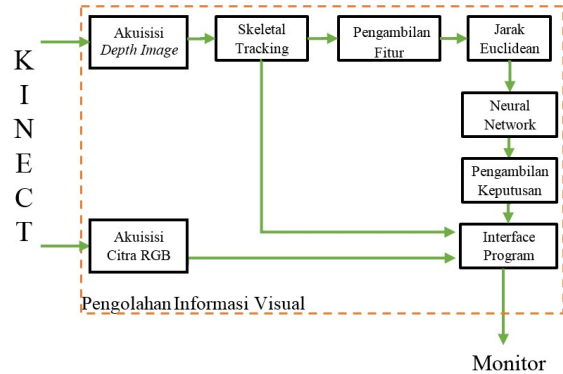 K
I
N
E
C
T
Akuisisi
Depth Image
Skeletal
Tracking
Pengambilan
Fitur
Jarak
Euclidean
Neural
Network
Pengambilan
Keputusan
Akuisisi
Citra RGB
Interface
Program
Pengolahan Informasi Visual
Monitor